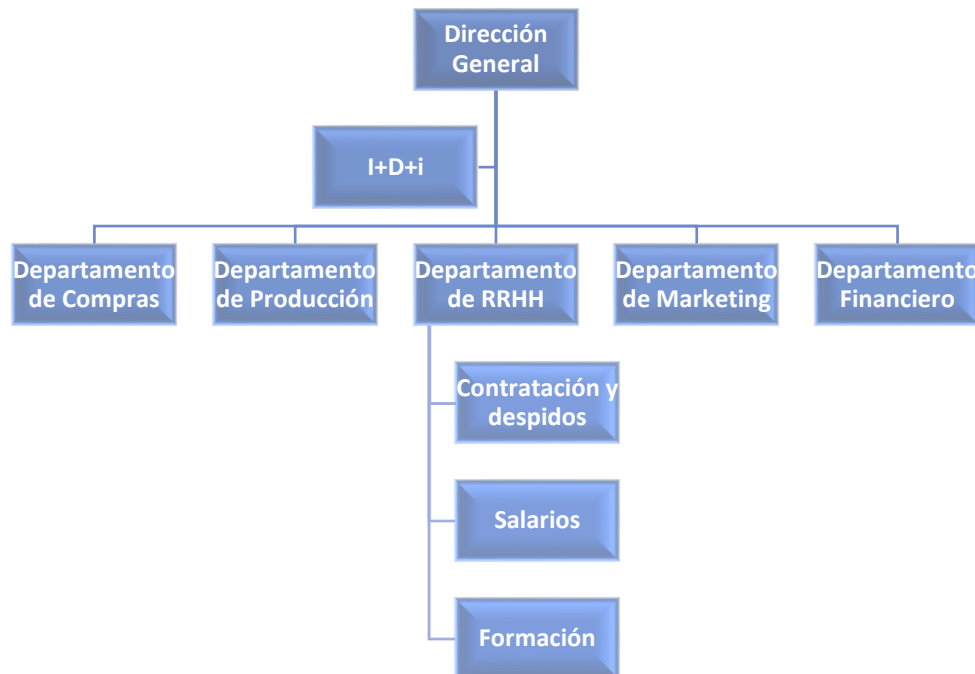 Dirección
General
I+D+i
Departamento
de Compras
Departamento
de Producción
Departamento
de RRHH
Departamento
de Marketing
Departamento
Financiero
Contratación y
despidos
Salarios
Formación